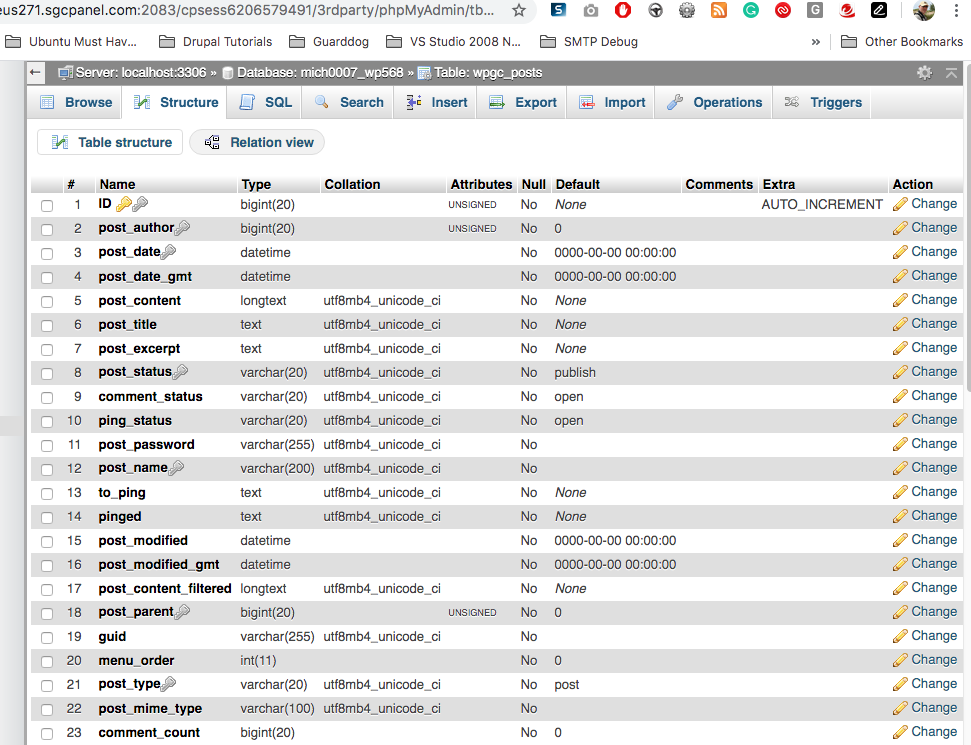 eus271.sgcpanel.com:2083/cpsess6206579491/3rdparty/phpMyAdmin/tb...
Ubuntu Must Hav... Drupal Tutorials Guarddog VS Studio 2008 N... SMTP Debug » Other Bookmarks
Server: localhost:3306 » Database: mich0007_wp568 » Table: wpgc_posts
Browse Structure SQL Search Insert Export Import Operations Triggers
Table structure Relation view
# Name Type Collation Attributes Null Default Comments Extra Action
1 ID bigint(20) UNSIGNED No None AUTO_INCREMENT Change
2 post_author bigint(20) UNSIGNED No 0 Change
3 post_date datetime No 0000-00-00 00:00:00 Change
4 post_date_gmt datetime No 0000-00-00 00:00:00 Change
5 post_content longtext utf8mb4_unicode_ci No None Change
6 post_title text utf8mb4_unicode_ci No None Change
7 post_excerpt text utf8mb4_unicode_ci No None Change
8 post_status varchar(20) utf8mb4_unicode_ci No publish Change
9 comment_status varchar(20) utf8mb4_unicode_ci No open Change
10 ping_status varchar(20) utf8mb4_unicode_ci No open Change
11 post_password varchar(255) utf8mb4_unicode_ci No Change
12 post_name varchar(200) utf8mb4_unicode_ci No Change
13 to_ping text utf8mb4_unicode_ci No None Change
14 pinged text utf8mb4_unicode_ci No None Change
15 post_modified datetime No 0000-00-00 00:00:00 Change
16 post_modified_gmt datetime No 0000-00-00 00:00:00 Change
17 post_content_filtered longtext utf8mb4_unicode_ci No None Change
18 post_parent bigint(20) UNSIGNED No 0 Change
19 guid varchar(255) utf8mb4_unicode_ci No Change
20 menu_order int(11) No 0 Change
21 post_type varchar(20) utf8mb4_unicode_ci No post Change
22 post_mime_type varchar(100) utf8mb4_unicode_ci No Change
23 comment_count bigint(20) No 0 Change